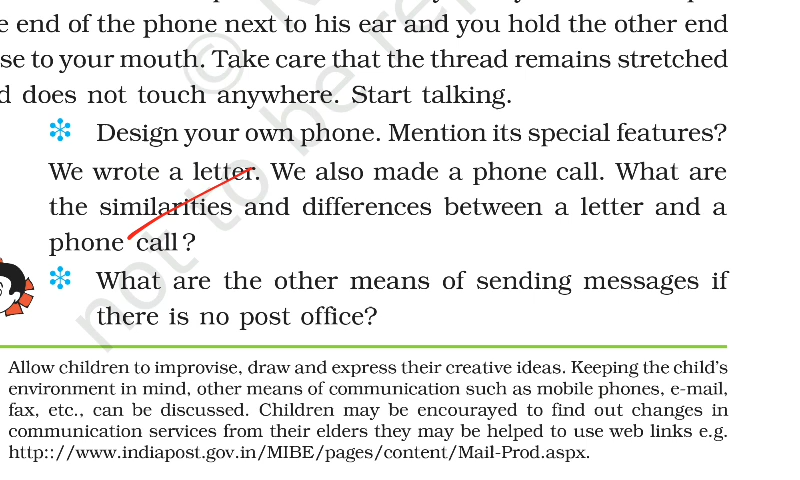 e end of the phone next to his ear and you hold the other end
se to your mouth. Take care that the thread remains stretched
d does not touch anywhere. Start talking.
Design your own phone. Mention its special features?
We wrote a letter. We also made a phone call. What are
the similarities and differences between a letter and a
phone call?
What are the other means of sending messages if
there is no post office?
Allow children to improvise, draw and express their creative ideas. Keeping the child's
environment in mind, other means of communication such as mobile phones, e-mail,
fax, etc., can be discussed. Children may be encourayed to find out changes in
communication services from their elders they may be helped to use web links e.g.
http:://www.indiapost.gov.in/MIBE/pages/content/Mail-Prod.aspx.
not to be re